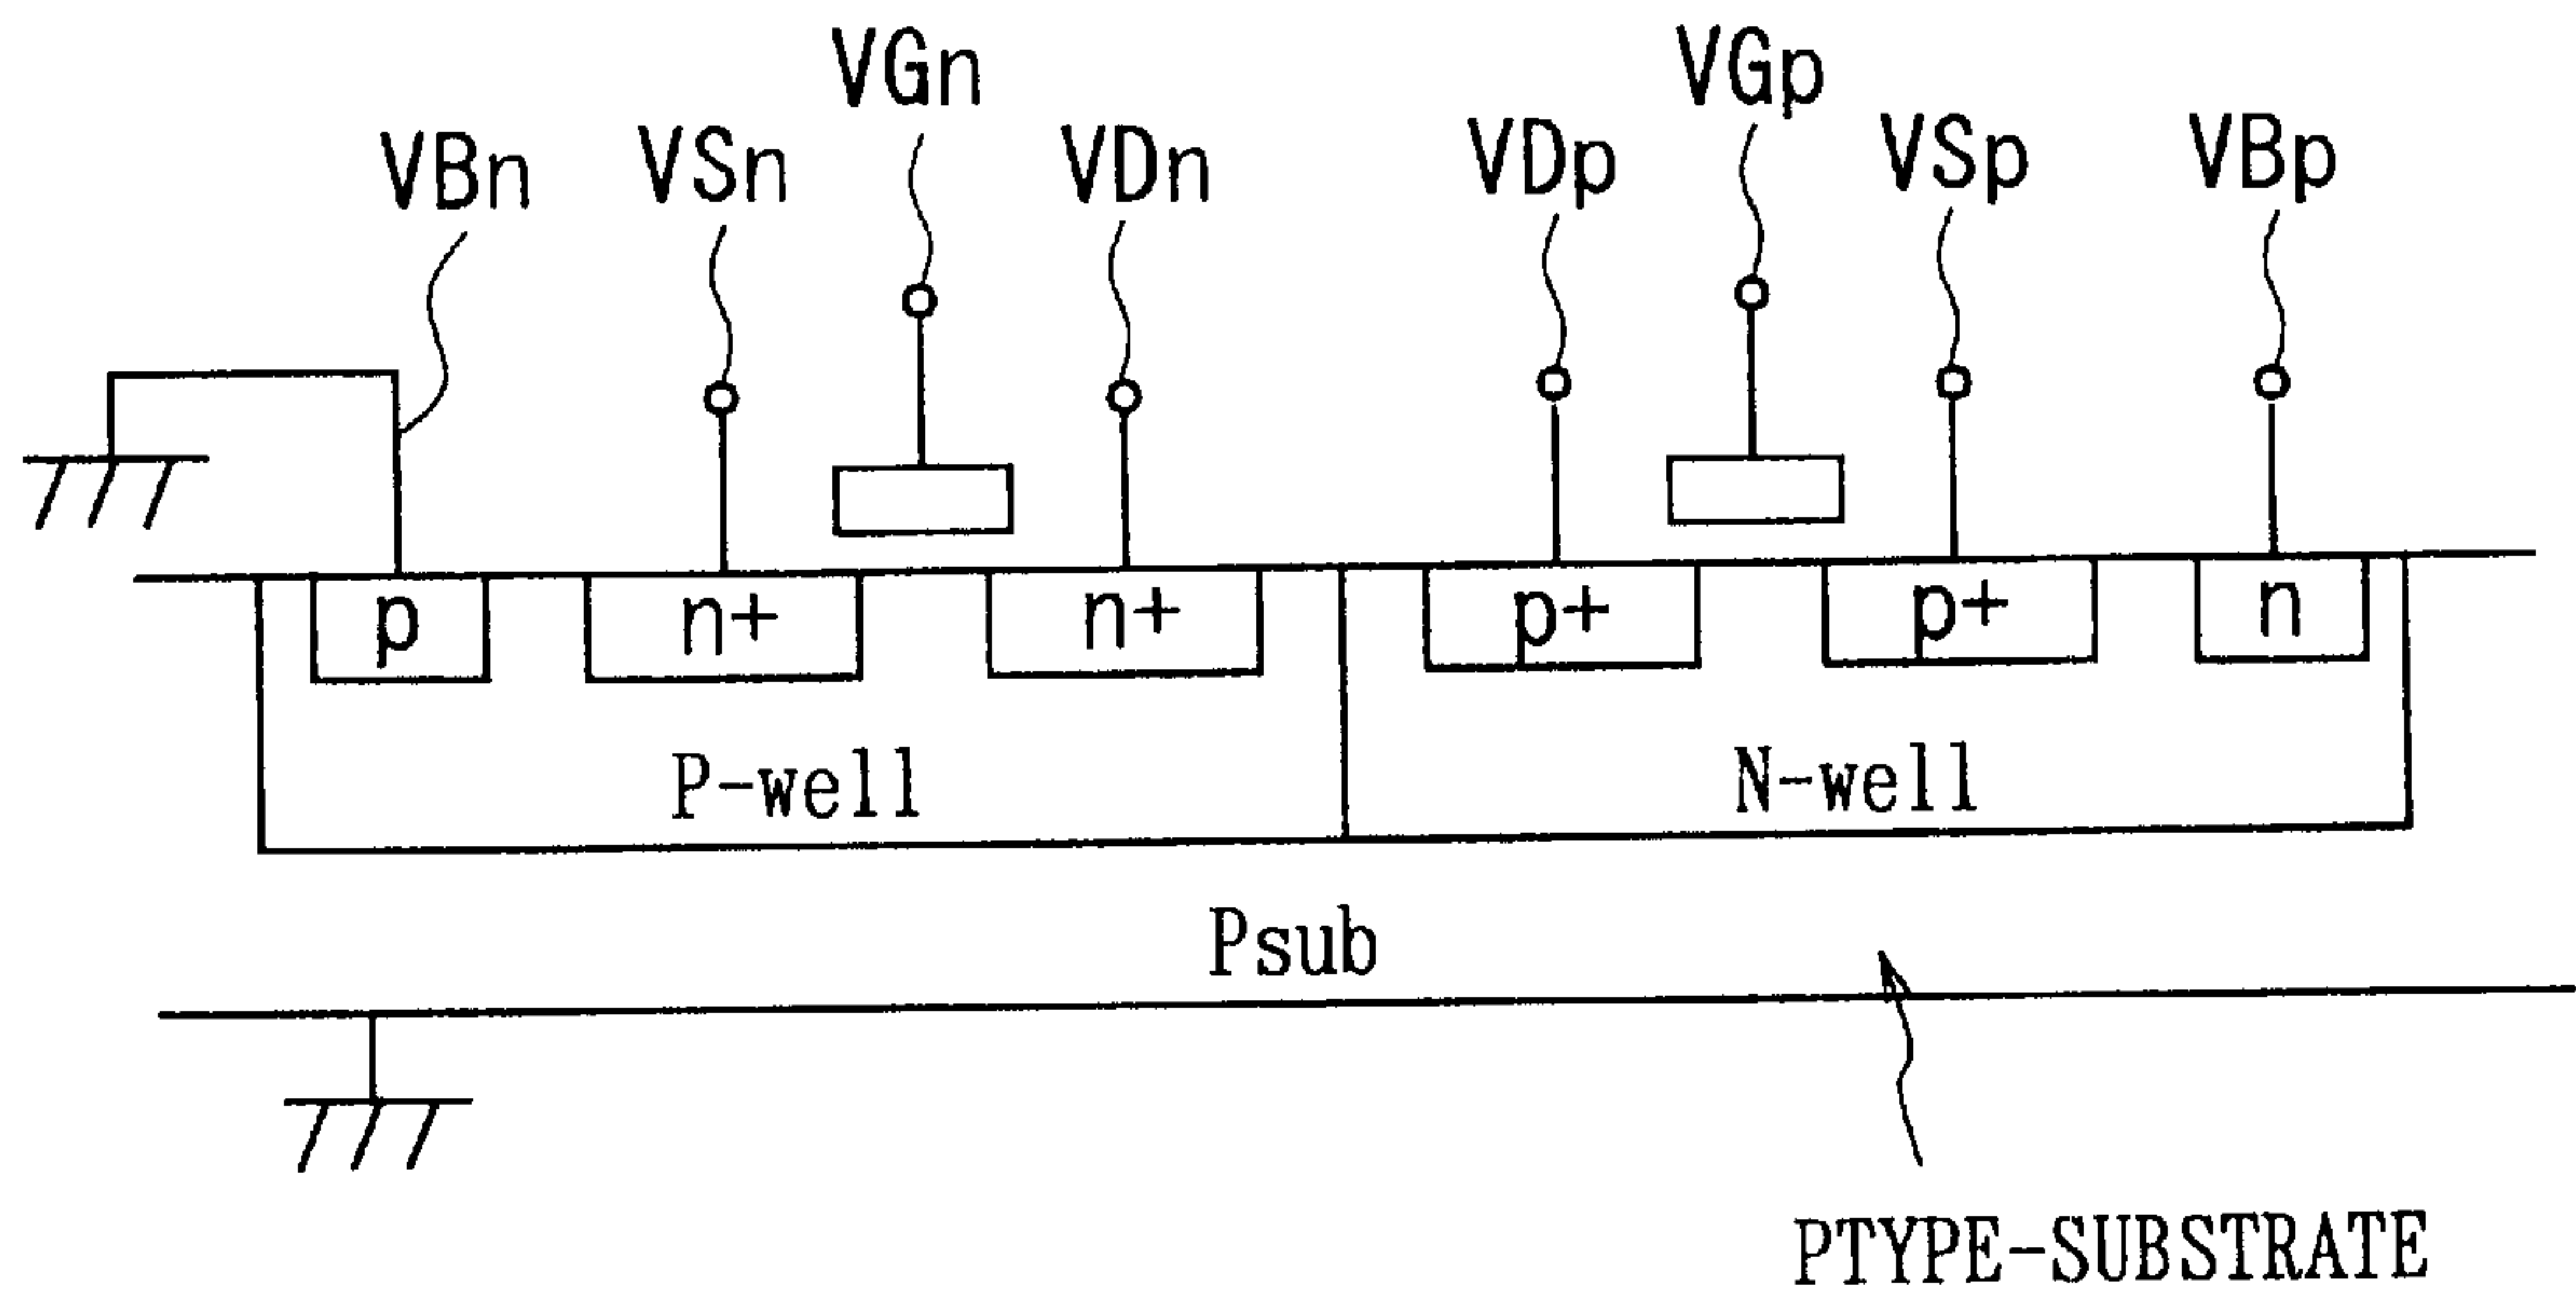 VGn VGp
VBn VSn VDn VDp VSp VBp
p n+ n+ p+ p+ n
P-well N-well
Psub
PTYPE-SUBSTRATE